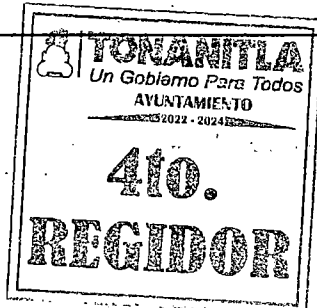 TONANITLA
Un Gobierno Para Todos
AYUNTAMIENTO
2022 - 2024
4to.
REGIDOR